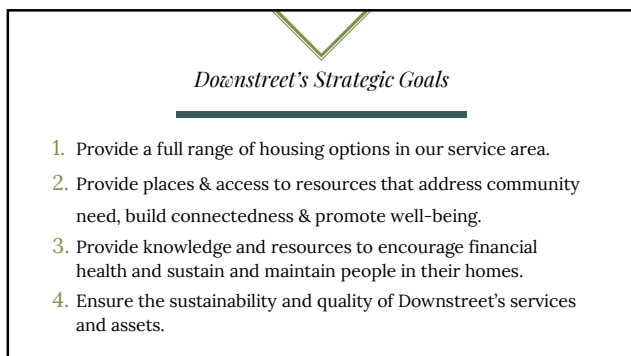 Downstreet's Strategic Goals
1. Provide a full range of housing options in our service area.
2. Provide places & access to resources that address community
need, build connectedness & promote well-being.
3. Provide knowledge and resources to encourage financial
health and sustain and maintain people in their homes.
4. Ensure the sustainability and quality of Downstreet's services
and assets.